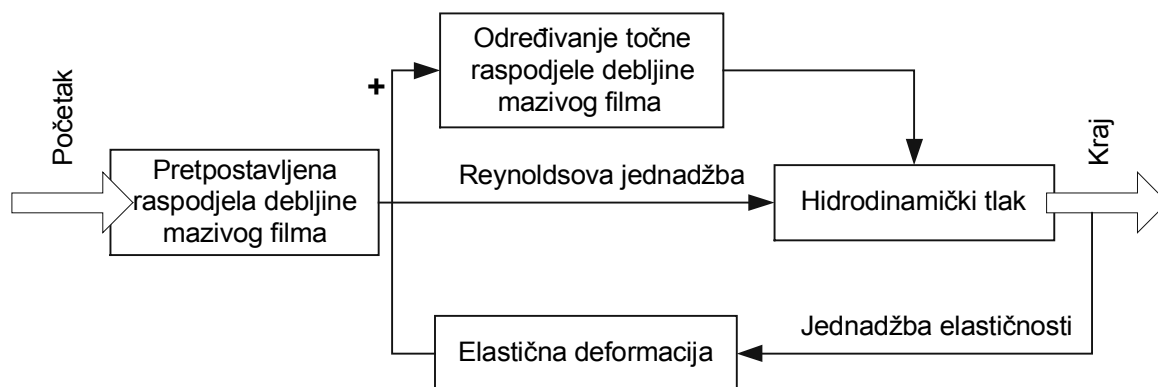 Početak
Pretpostavljena
raspodjela debljine
mazivog filma
+
Određivanje točne
raspodjele debljine
mazivog filma
Reynoldsova jednadžba
Hidrodinamički tlak
Kraj
Jednadžba elastičnosti
Elastična deformacija